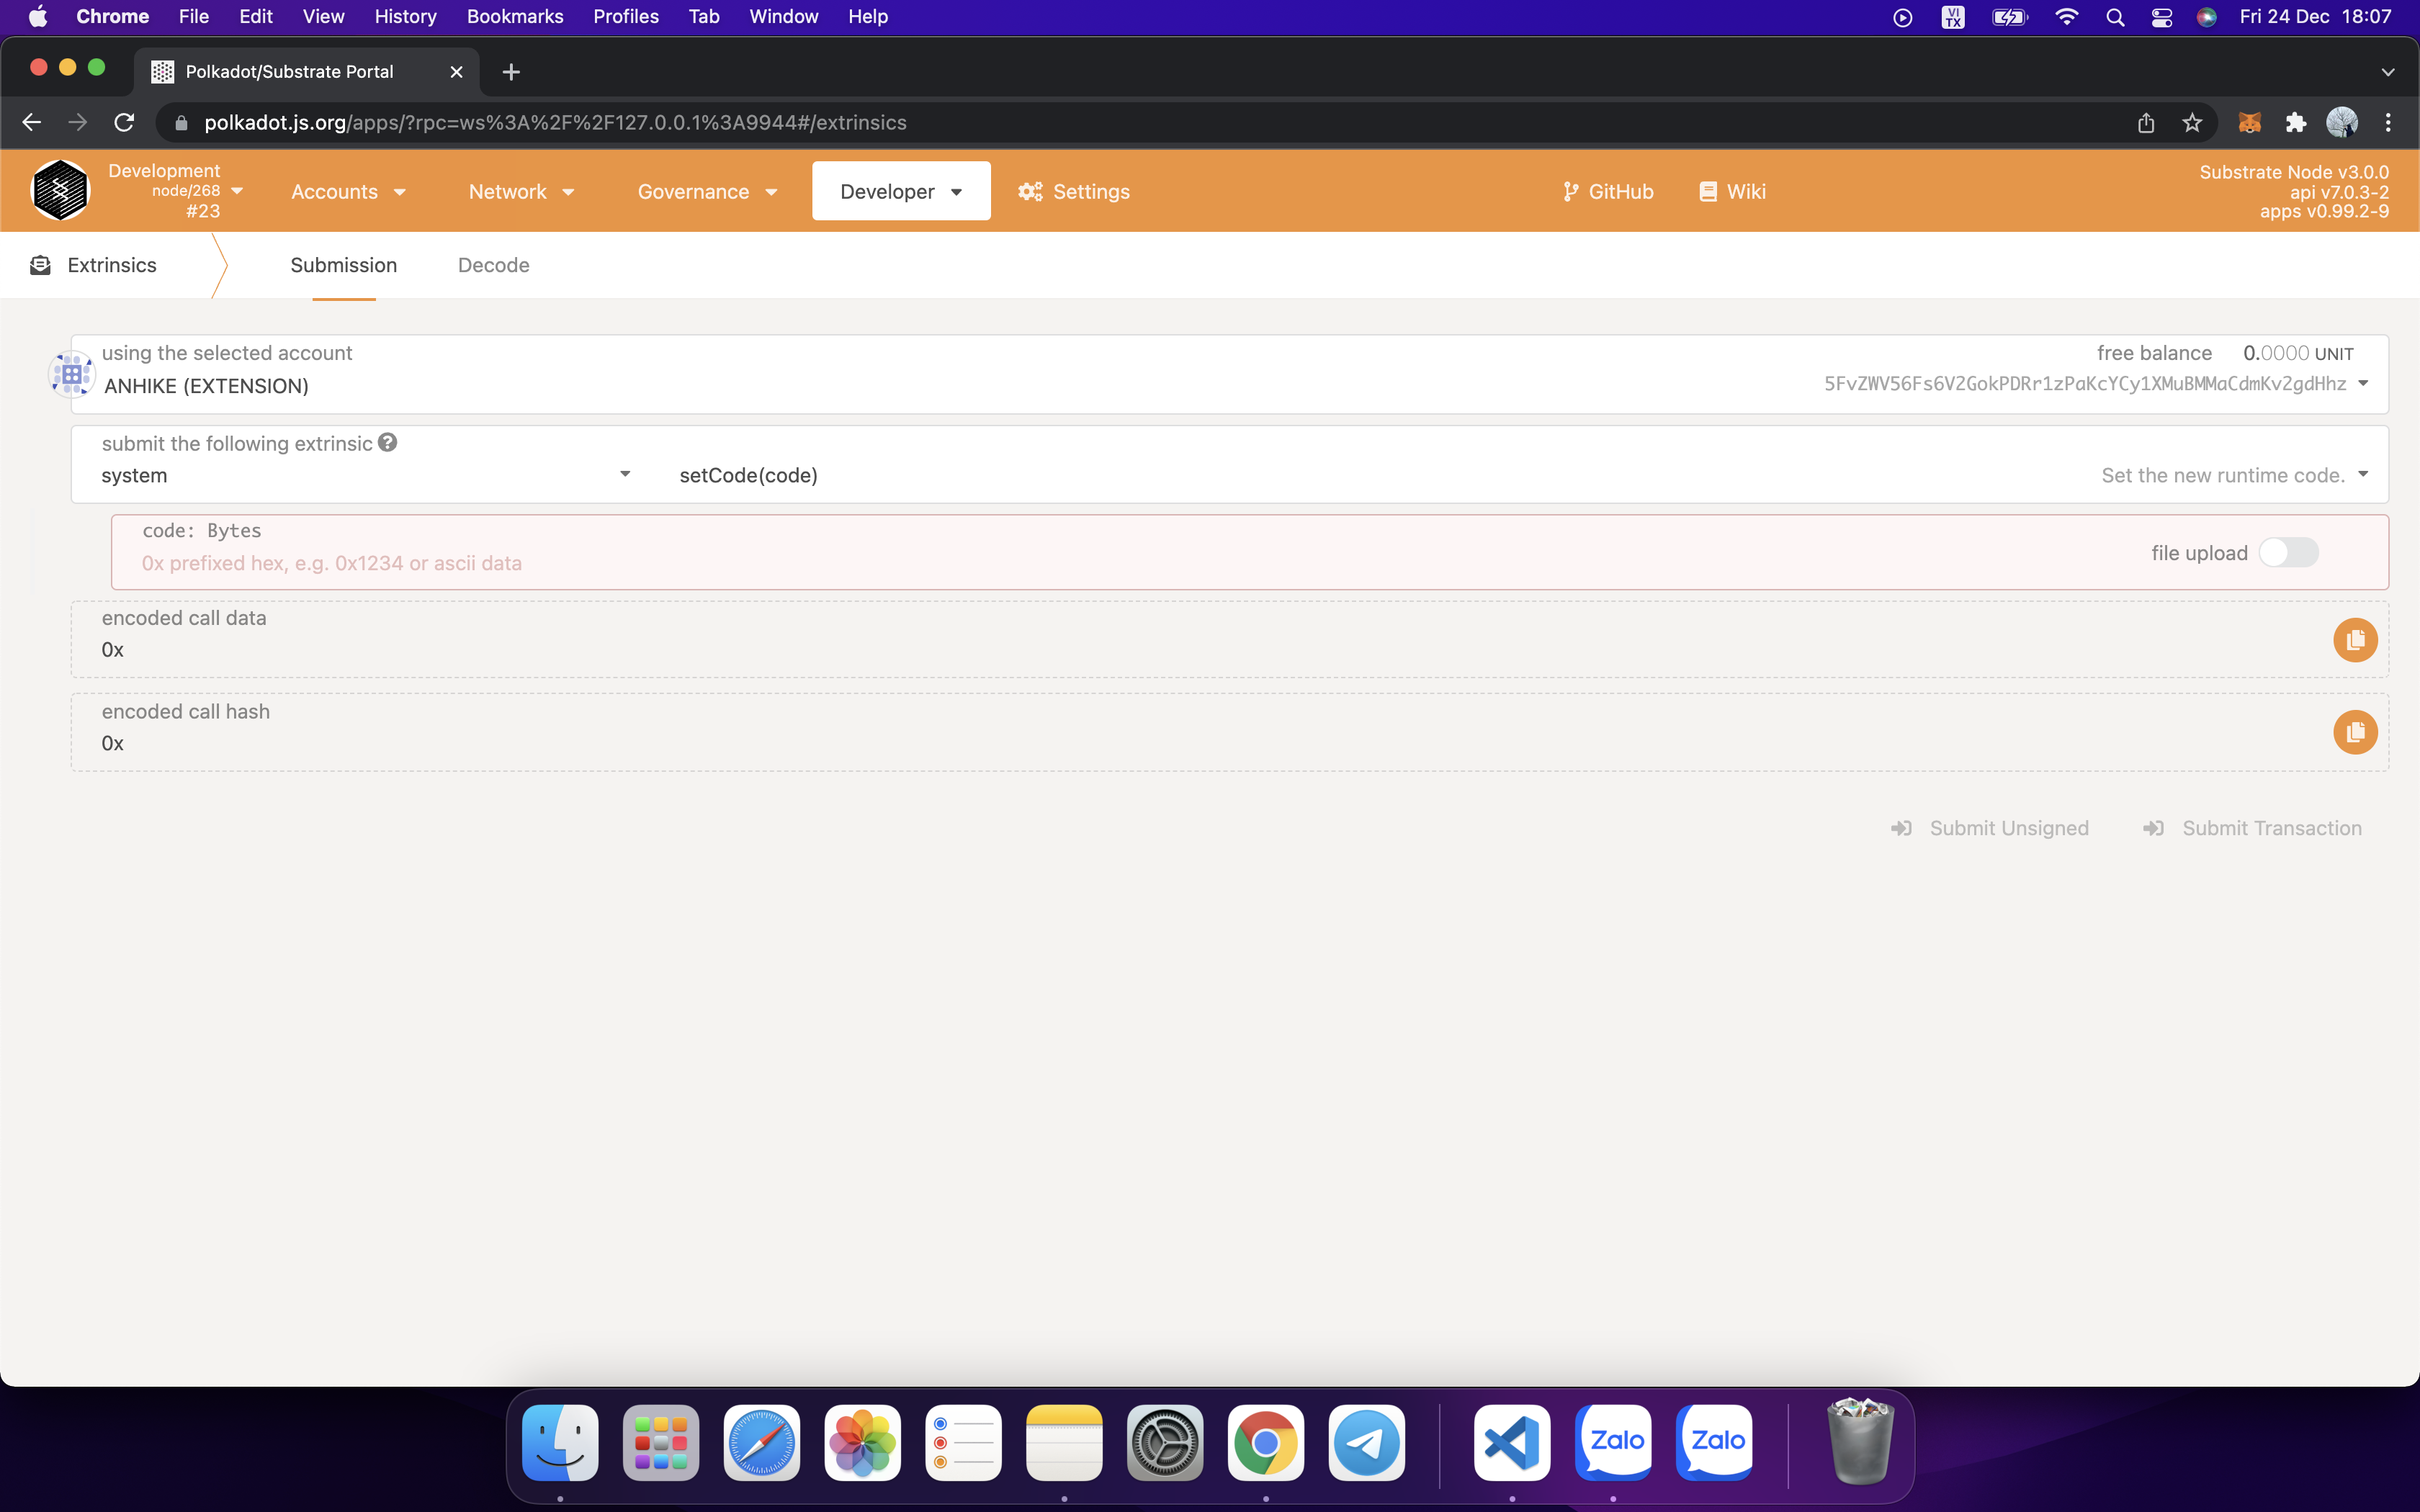 Chrome File Edit View History Bookmarks Profiles Tab Window Help
VI TX
Fri 24 Dec 18:07
Polkadot/Substrate Portal
polkadot.js.org/apps/?rpc=ws%3A%2F%2F127.0.0.1%3A9944#/extrinsics
Development
node/268
#23
Accounts Network Governance Developer Settings GitHub Wiki
Substrate Node v3.0.0
api v7.0.3-2
apps v0.99.2-9
Extrinsics Submission Decode
using the selected account
ANHIKE (EXTENSION)
free balance 0.0000 UNIT
5FvZWV56Fs6V2GokPDRr1zPaKcYCy1XMuBMMaCdmKv2gdHhz
submit the following extrinsic ?
system setCode(code) Set the new runtime code.
code: Bytes
0x prefixed hex, e.g. 0x1234 or ascii data
file upload
encoded call data
0x
encoded call hash
0x
Submit Unsigned Submit Transaction
Zalo Zalo